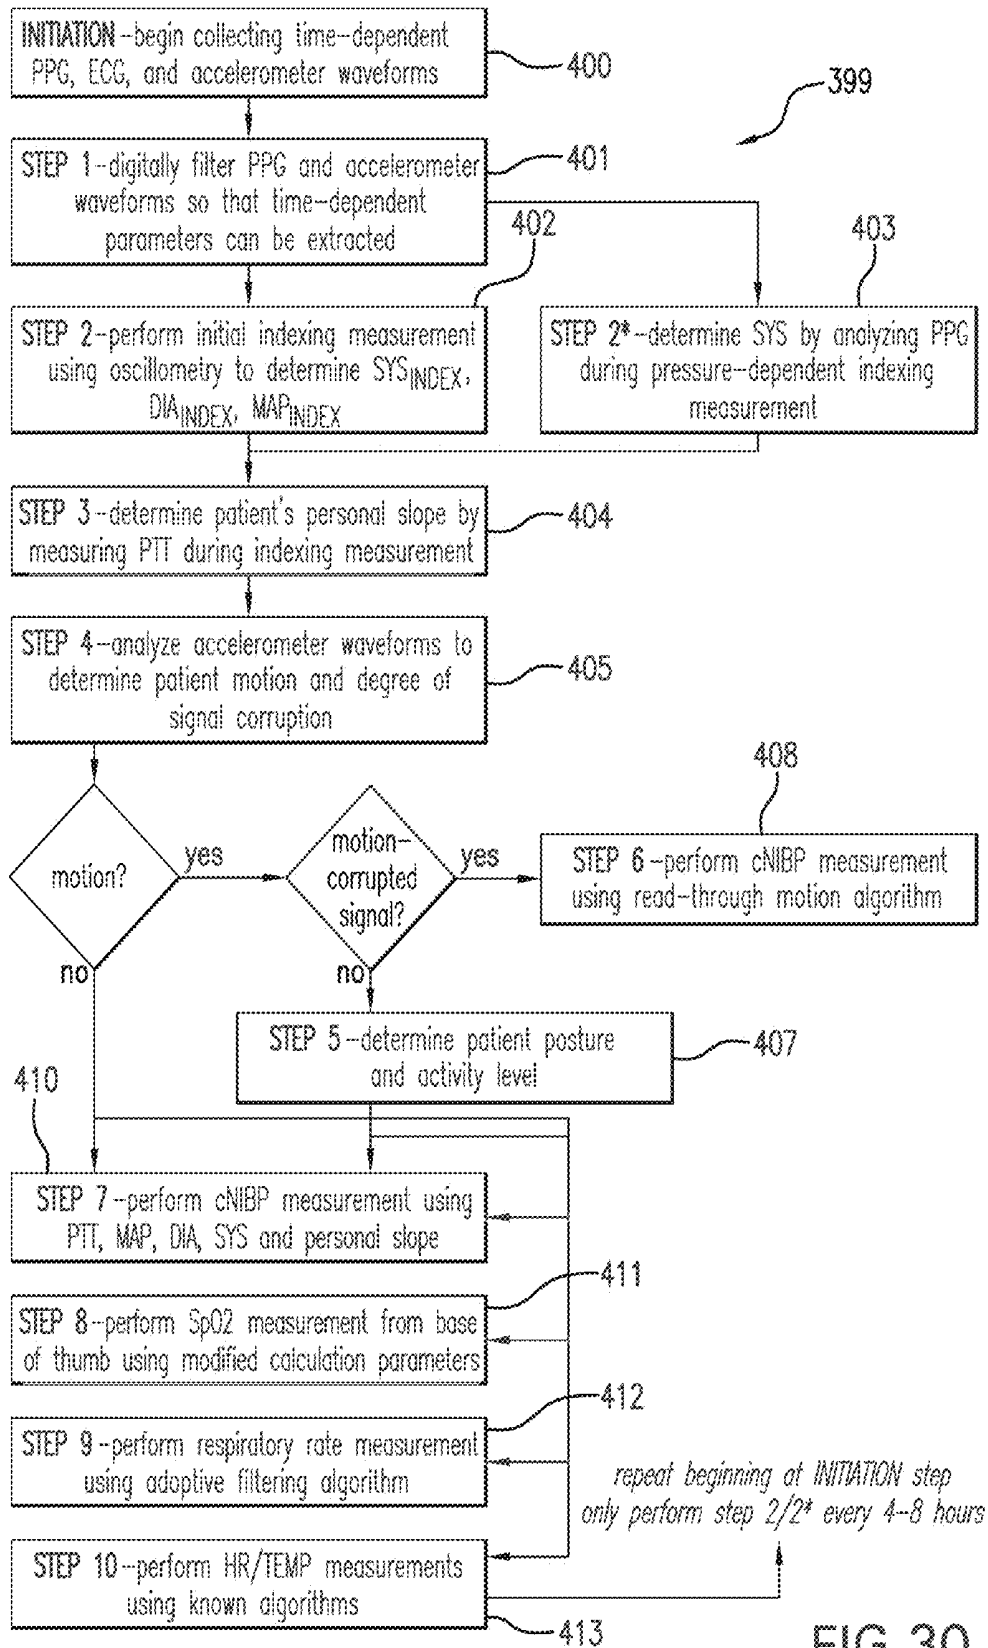 INITIATION-begin collecting time-dependent
PPG, ECG, and accelerometer waveforms
400
399
STEP 1-digitally filter PPG and accelerometer
waveforms so that time-dependent
parameters can be extracted
401
402
403
STEP 2-perform initial indexing measurement
using oscillometry to determine SYSINDEX,
DIAINDEX, MAPINDEX
STEP 2*-determine SYS by analyzing PPG
during pressure-dependent indexing
measurement
STEP 3-determine patient's personal slope by
measuring PTT during indexing measurement
404
STEP 4-analyze accelerometer waveforms to
determine patient motion and degree of
signal corruption
405
408
motion?
yes
motion-
corrupted
signal?
yes
STEP 6-perform cNIBP measurement
using read-through motion algorithm
no
no
STEP 5-determine patient posture
and activity level
407
410
STEP 7-perform cNIBP measurement using
PTT, MAP, DIA, SYS and personal slope
411
STEP 8-perform SpO2 measurement from base
of thumb using modified calculation parameters
412
STEP 9-perform respiratory rate measurement
using adoptive filtering algorithm
repeat beginning at INITIATION step
only perform step 2/2* every 4-8 hours
STEP 10-perform HR/TEMP measurements
using known algorithms
413
FIG.30